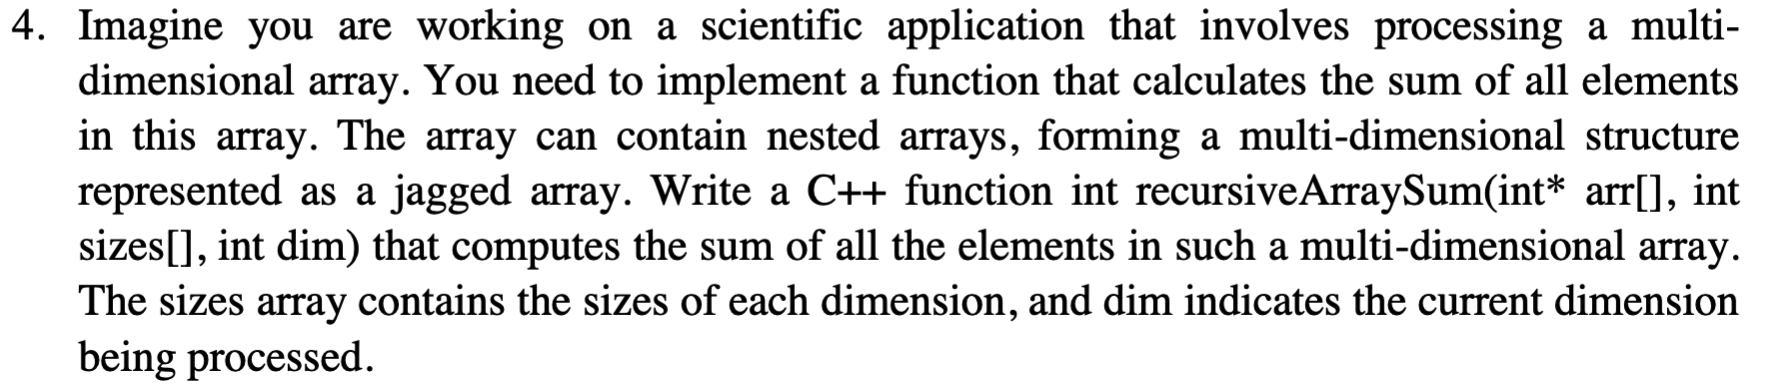 4. Imagine you are working on a scientific application that involves processing a multi-
dimensional array. You need to implement a function that calculates the sum of all elements
in this array. The array can contain nested arrays, forming a multi-dimensional structure
represented as a jagged array. Write a C++ function int recursiveArraySum(int* arr[], int
sizes[], int dim) that computes the sum of all the elements in such a multi-dimensional array.
The sizes array contains the sizes of each dimension, and dim indicates the current dimension
being processed.